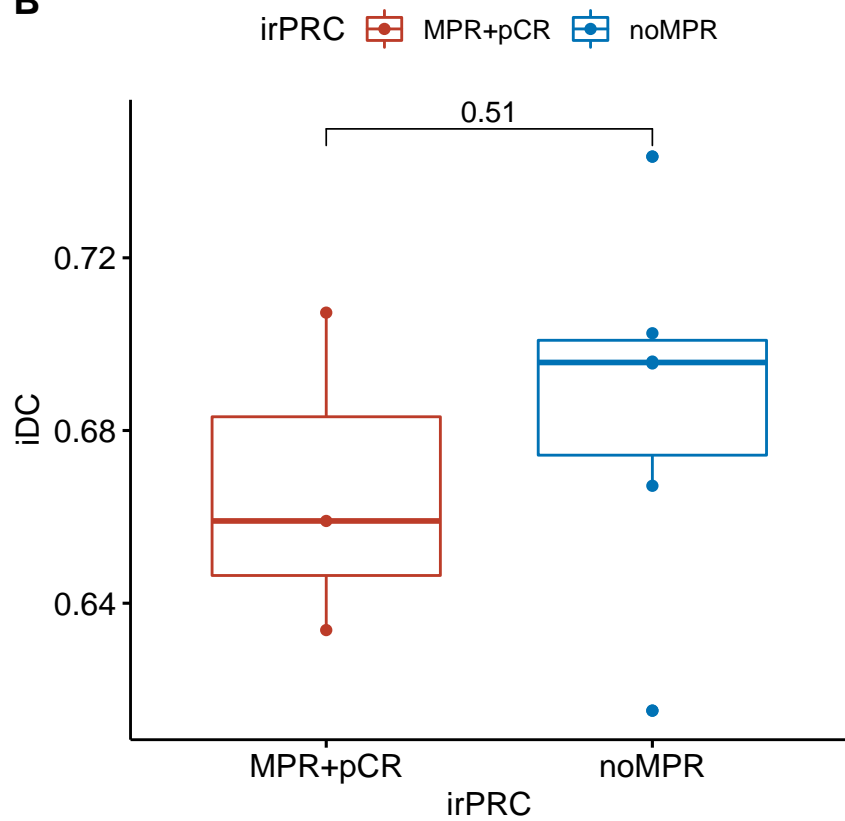 B
irPRC MPR+pCR noMPR
0.51
0.72
0.68
0.64
iDC
MPR+pCR noMPR
irPRC